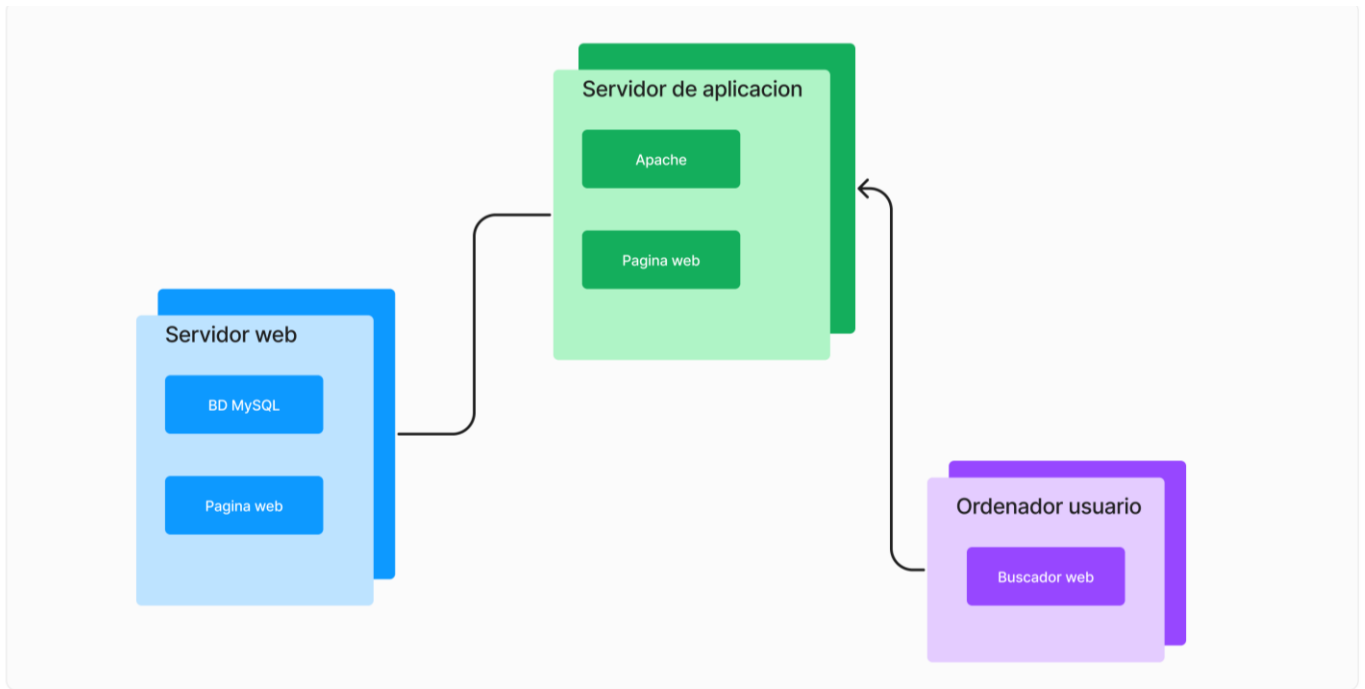 Servidor de aplicacion
Apache
Pagina web
Servidor web
BD MySQL
Pagina web
Ordenador usuario
Buscador web